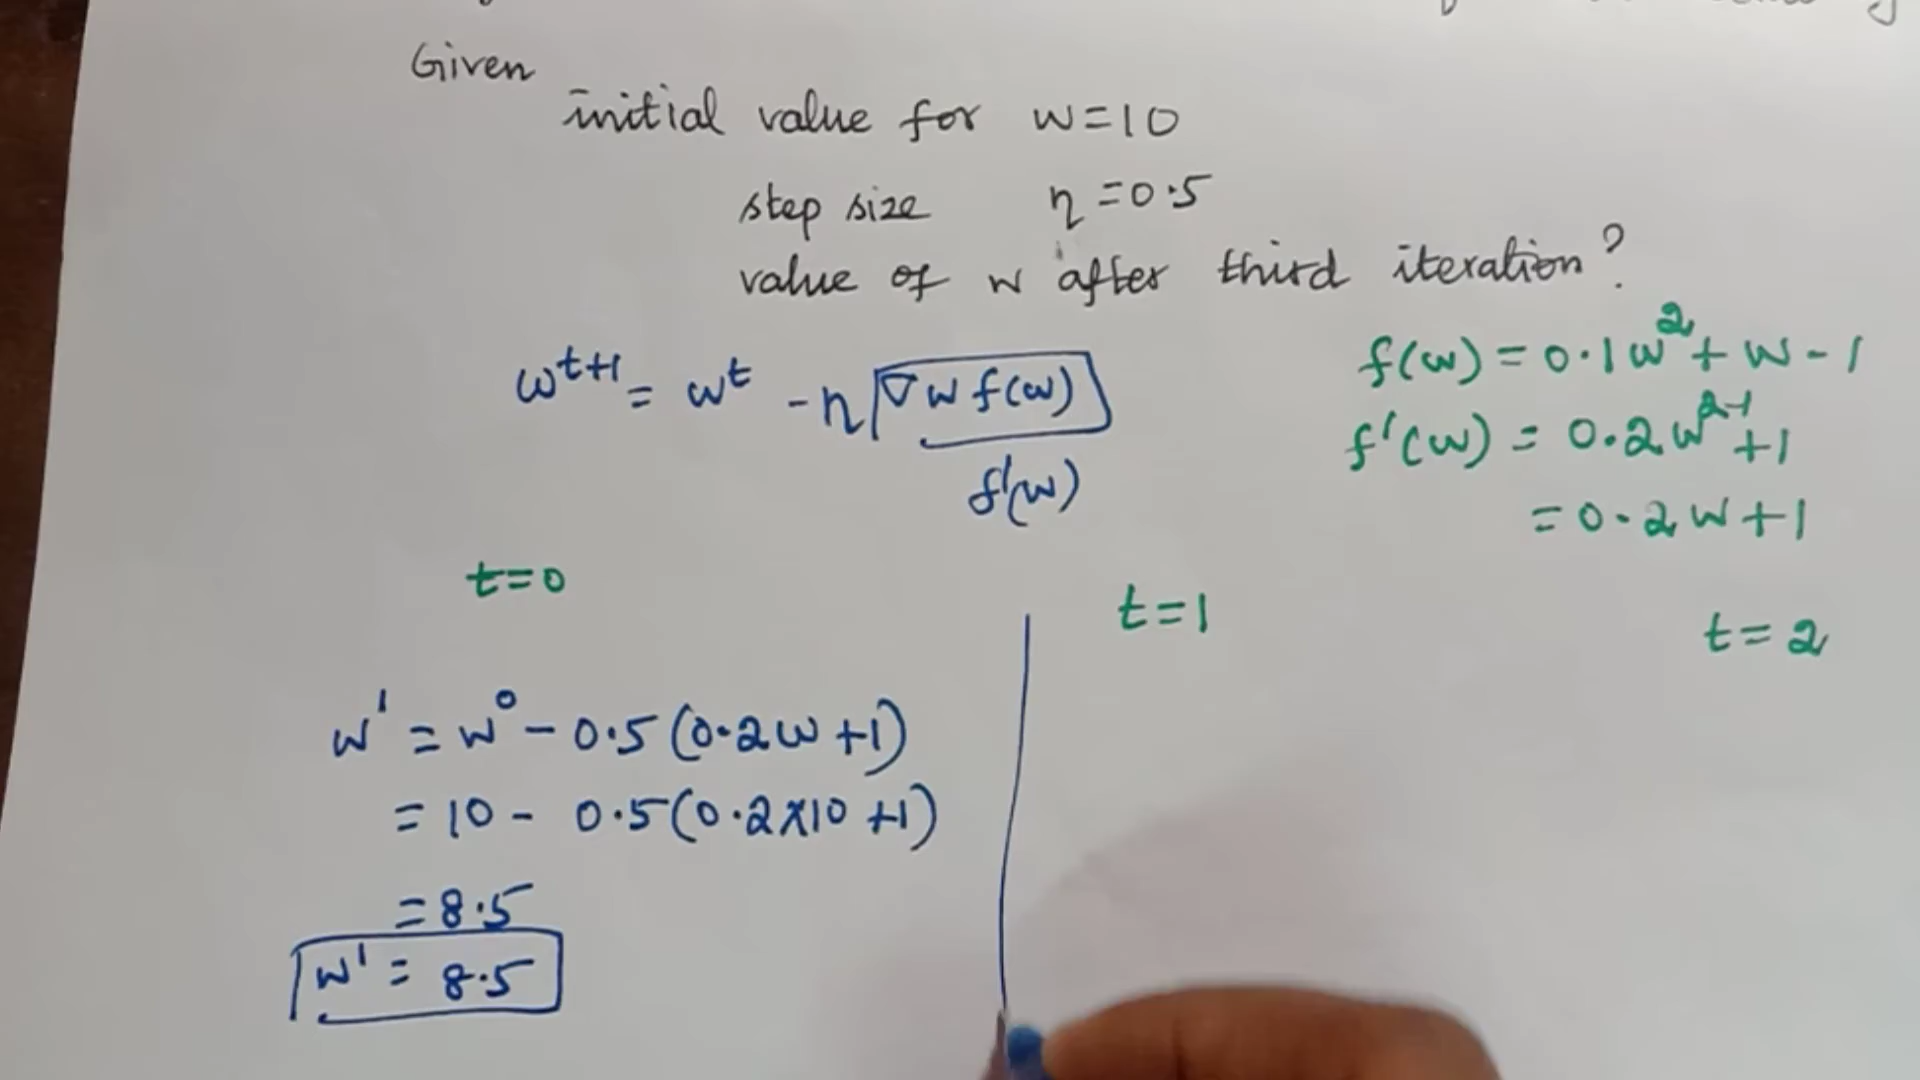 Given
initial value for w=10
step size η=0.5
value of w after third iteration?
w^{t+1} = w^t - η ∇w f(w)
f'(w)
f(w) = 0.1w^2 + w - 1
f'(w) = 0.2w^{2-1} + 1
= 0.2w + 1
t=0
w^1 = w^0 - 0.5(0.2w +1)
= 10 - 0.5(0.2×10 +1)
= 8.5
w^1 = 8.5
t=1
t=2